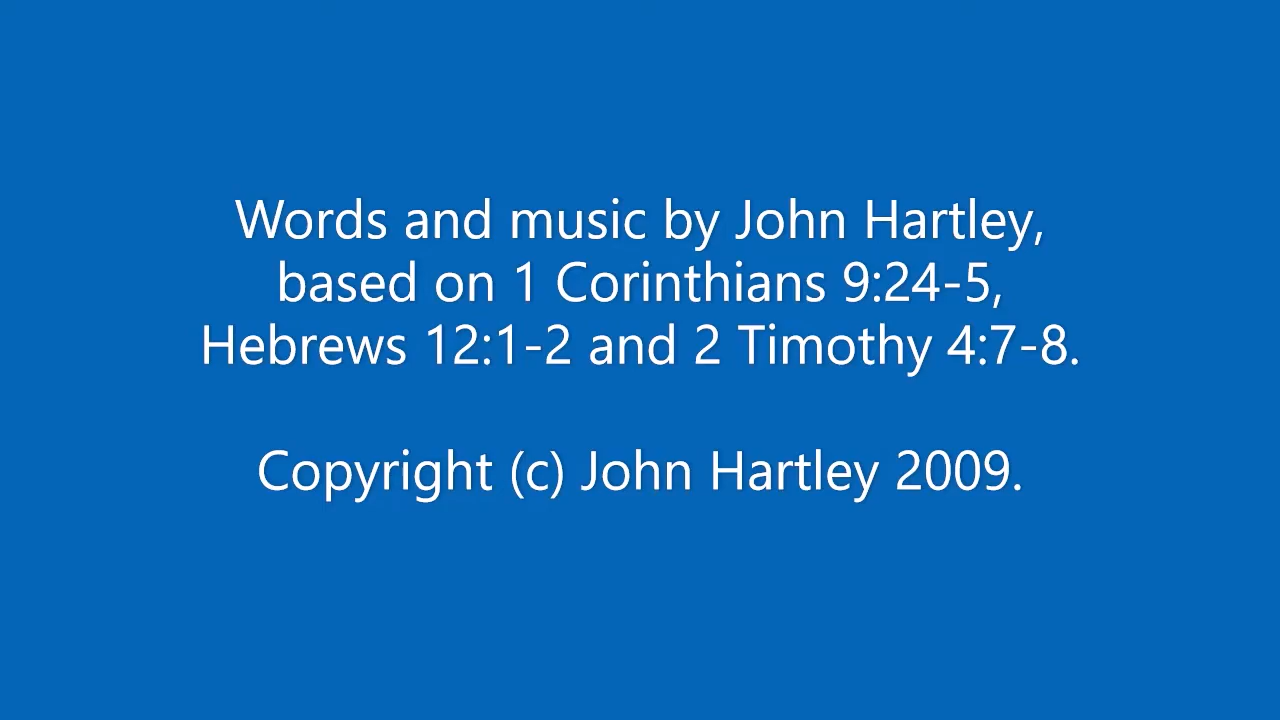 Words and music by John Hartley,
based on 1 Corinthians 9:24-5,
Hebrews 12:1-2 and 2 Timothy 4:7-8.
Copyright (c) John Hartley 2009.